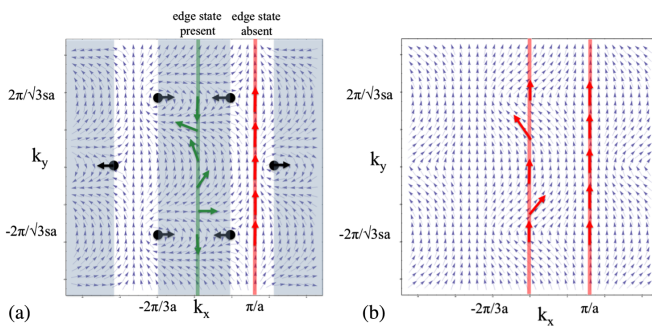 edge state edge state
present absent
(a)
2π/√3sa
k_y
-2π/√3sa
-2π/3a k_x π/a
(b)
2π/√3sa
k_y
-2π/√3sa
-2π/3a k_x π/a